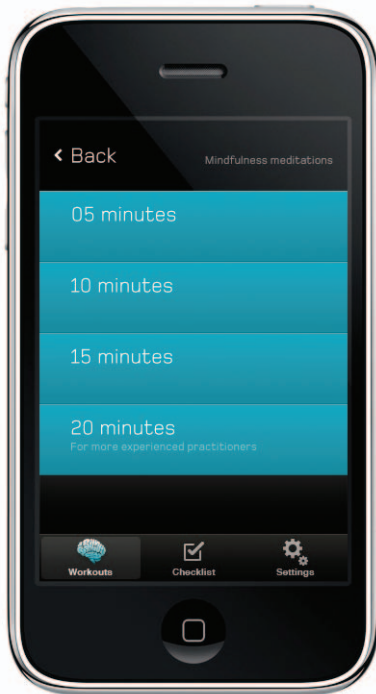 Back
Mindfulness meditations
05 minutes
10 minutes
15 minutes
20 minutes
For more experienced practitioners
Workouts
Checklist
Settings